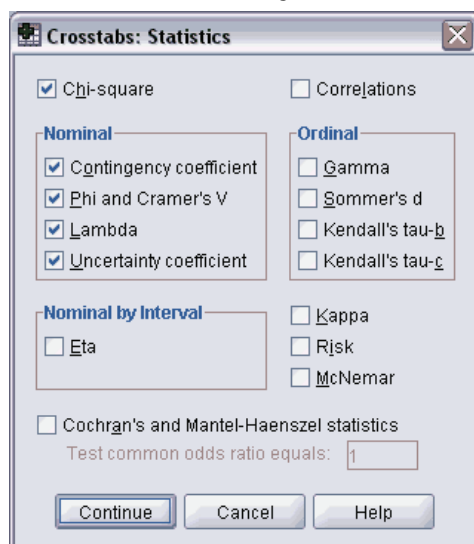 Crosstabs: Statistics
Chi-square
Correlations
Nominal
Contingency coefficient
Phi and Cramer's V
Lambda
Uncertainty coefficient
Ordinal
Gamma
Sommer's d
Kendall's tau-b
Kendall's tau-c
Nominal by Interval
Eta
Kappa
Risk
McNemar
Cochran's and Mantel-Haenszel statistics
Test common odds ratio equals: 1
Continue
Cancel
Help